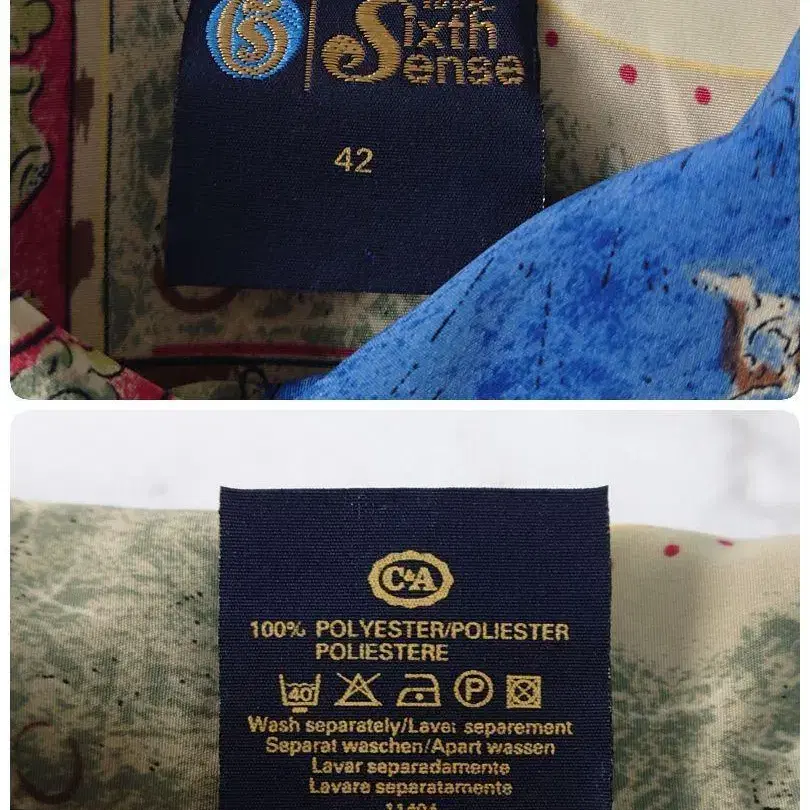 Sixth
Sense
42
C&A
100% POLYESTER/POLIESTER
POLIESTERE
40 P
Wash separately/Laver separement
Separat waschen/Apart wassen
Lavar separadamente
Lavare separatamente